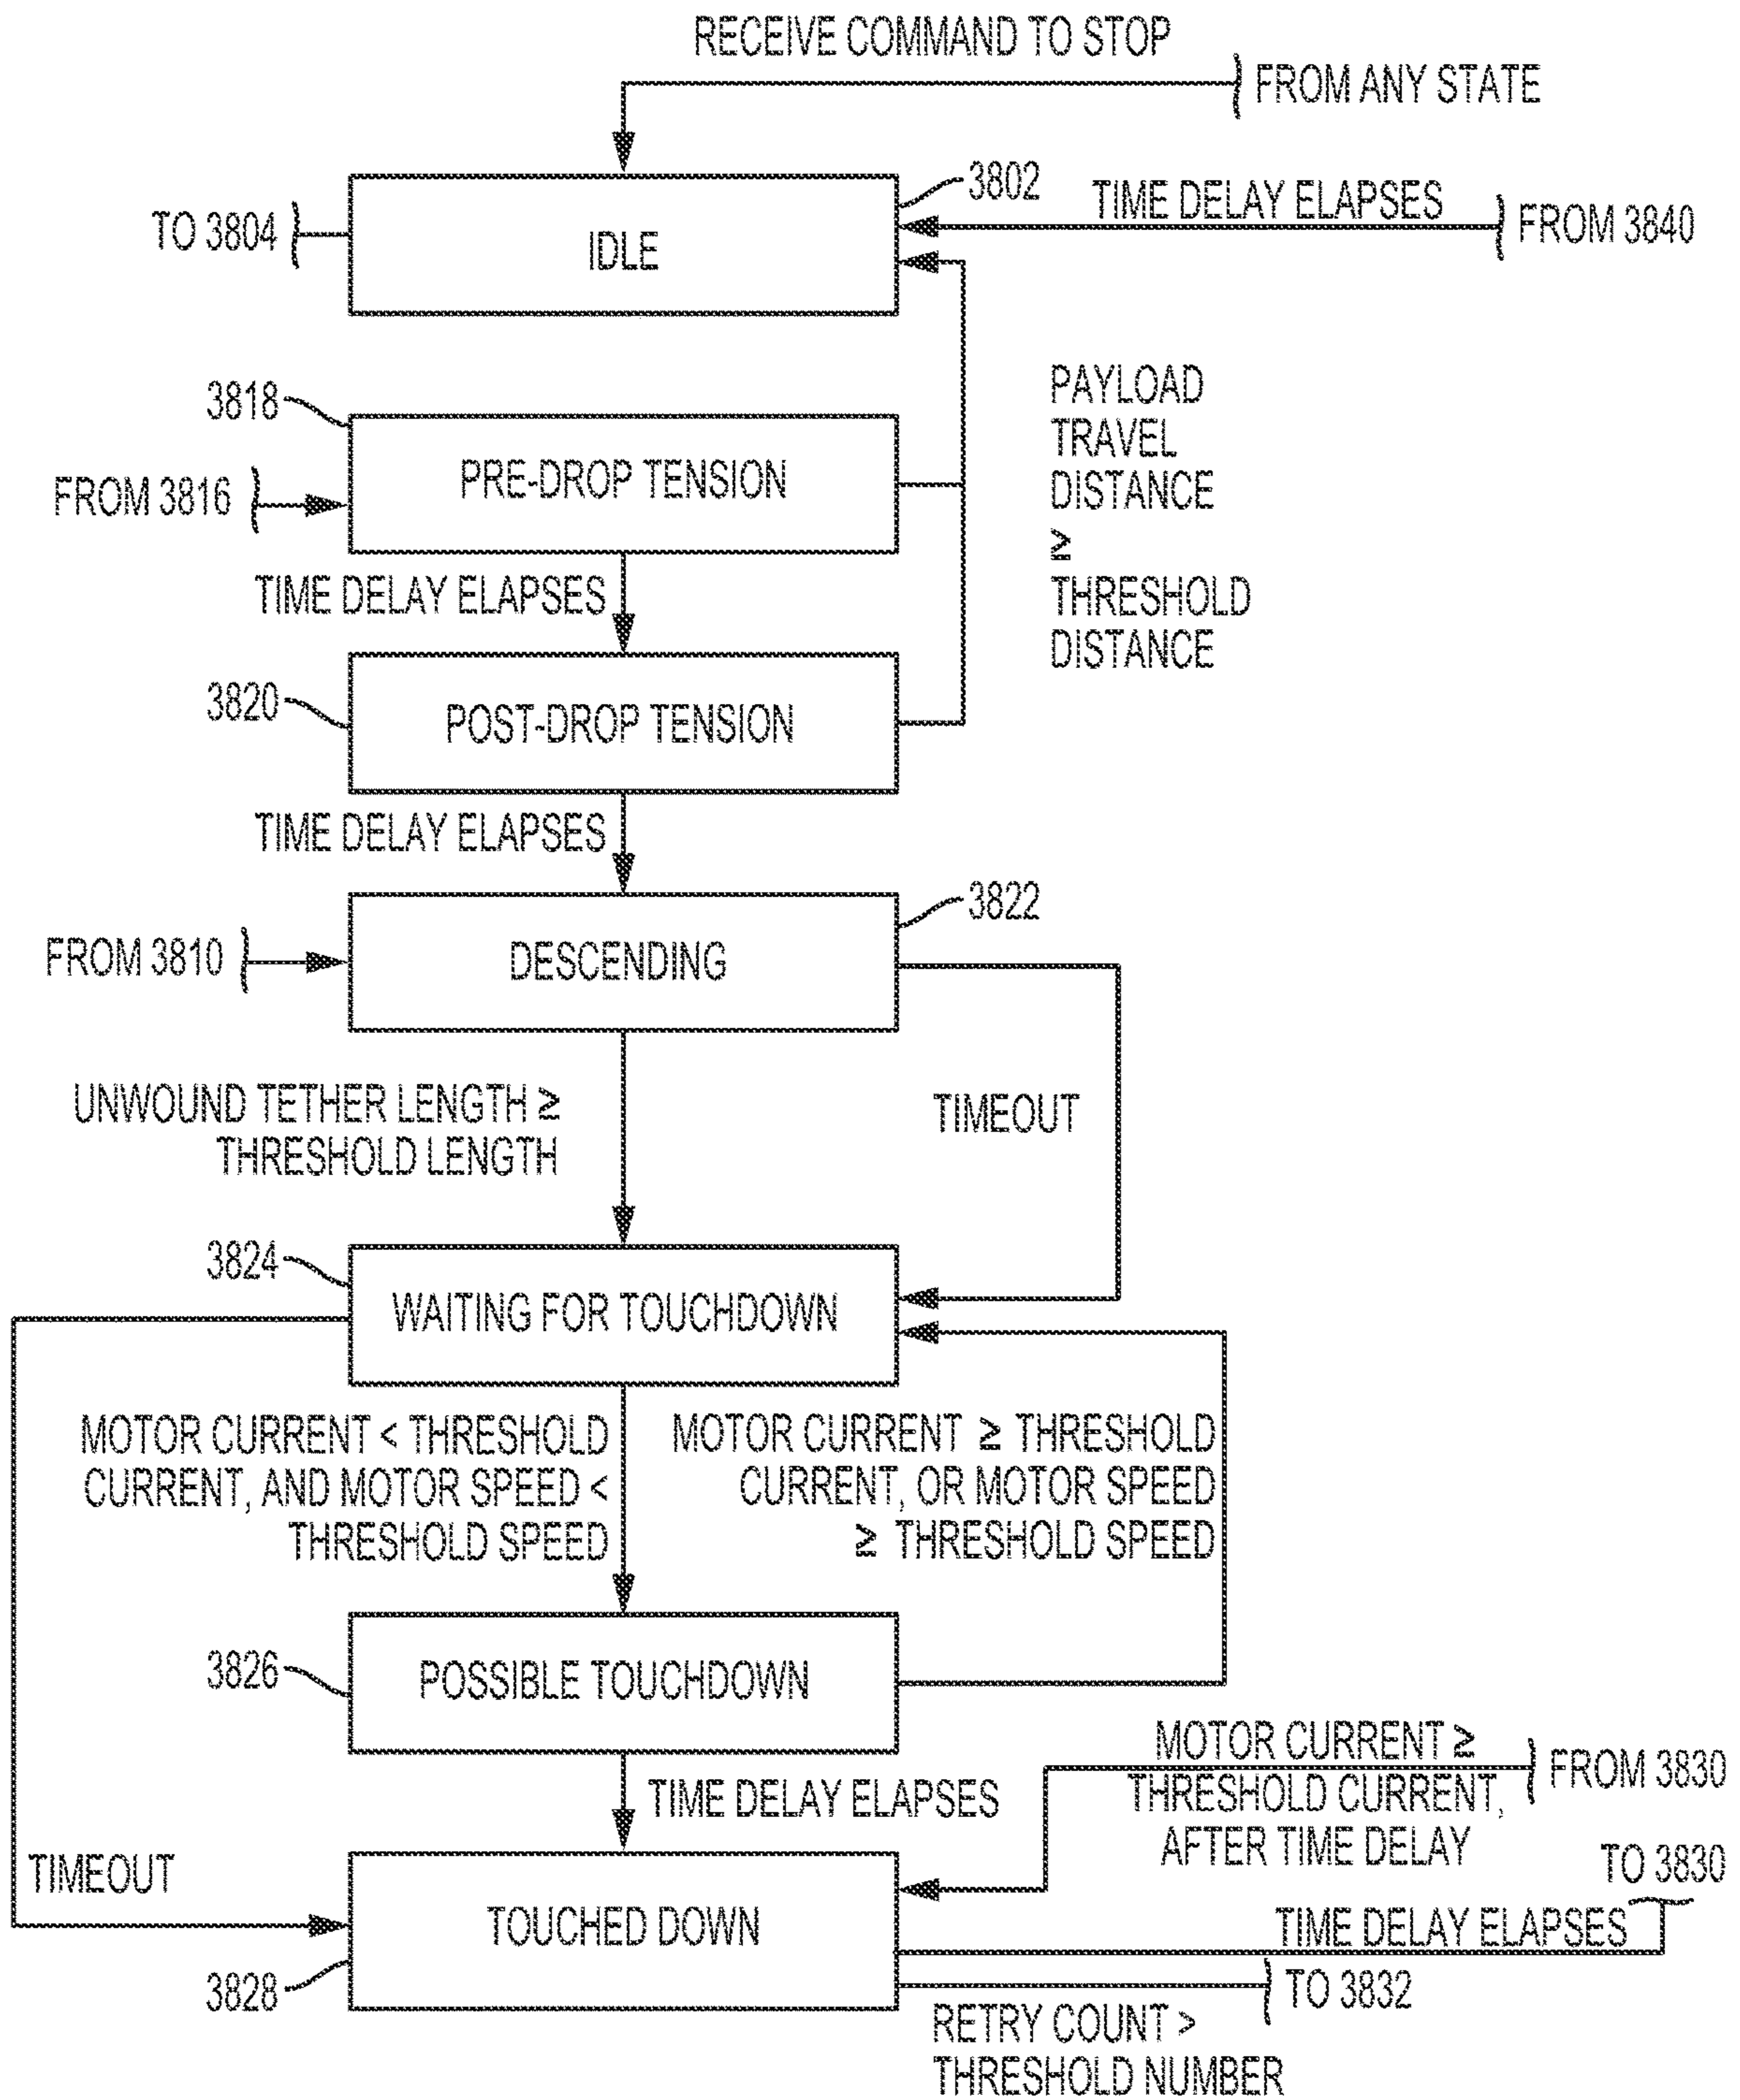 RECEIVE COMMAND TO STOP
FROM ANY STATE
3802
TIME DELAY ELAPSES
FROM 3840
TO 3804
IDLE
3818
PAYLOAD
TRAVEL
DISTANCE
≥
THRESHOLD
DISTANCE
FROM 3816
PRE-DROP TENSION
TIME DELAY ELAPSES
3820
POST-DROP TENSION
TIME DELAY ELAPSES
3822
FROM 3810
DESCENDING
UNWOUND TETHER LENGTH ≥
THRESHOLD LENGTH
TIMEOUT
3824
WAITING FOR TOUCHDOWN
MOTOR CURRENT < THRESHOLD
CURRENT, AND MOTOR SPEED <
THRESHOLD SPEED
MOTOR CURRENT ≥ THRESHOLD
CURRENT, OR MOTOR SPEED
≥ THRESHOLD SPEED
3826
POSSIBLE TOUCHDOWN
TIME DELAY ELAPSES
MOTOR CURRENT ≥
THRESHOLD CURRENT,
AFTER TIME DELAY
FROM 3830
TO 3830
TIMEOUT
TOUCHED DOWN
TIME DELAY ELAPSES
3828
TO 3832
RETRY COUNT >
THRESHOLD NUMBER